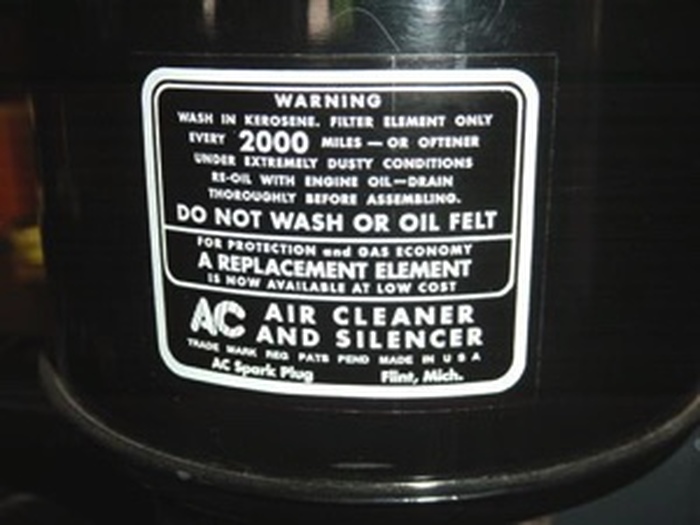 WARNING
WASH IN KEROSENE. FILTER ELEMENT ONLY
EVERY 2000 MILES — OR OFTENER
UNDER EXTREMELY DUSTY CONDITIONS
RE-OIL WITH ENGINE OIL—DRAIN
THOROUGHLY BEFORE ASSEMBLING.
DO NOT WASH OR OIL FELT
FOR PROTECTION and GAS ECONOMY
A REPLACEMENT ELEMENT
IS NOW AVAILABLE AT LOW COST
AC AIR CLEANER
AND SILENCER
TRADE MARK REG PATS PEND MADE IN U S A
AC Spark Plug Flint, Mich.